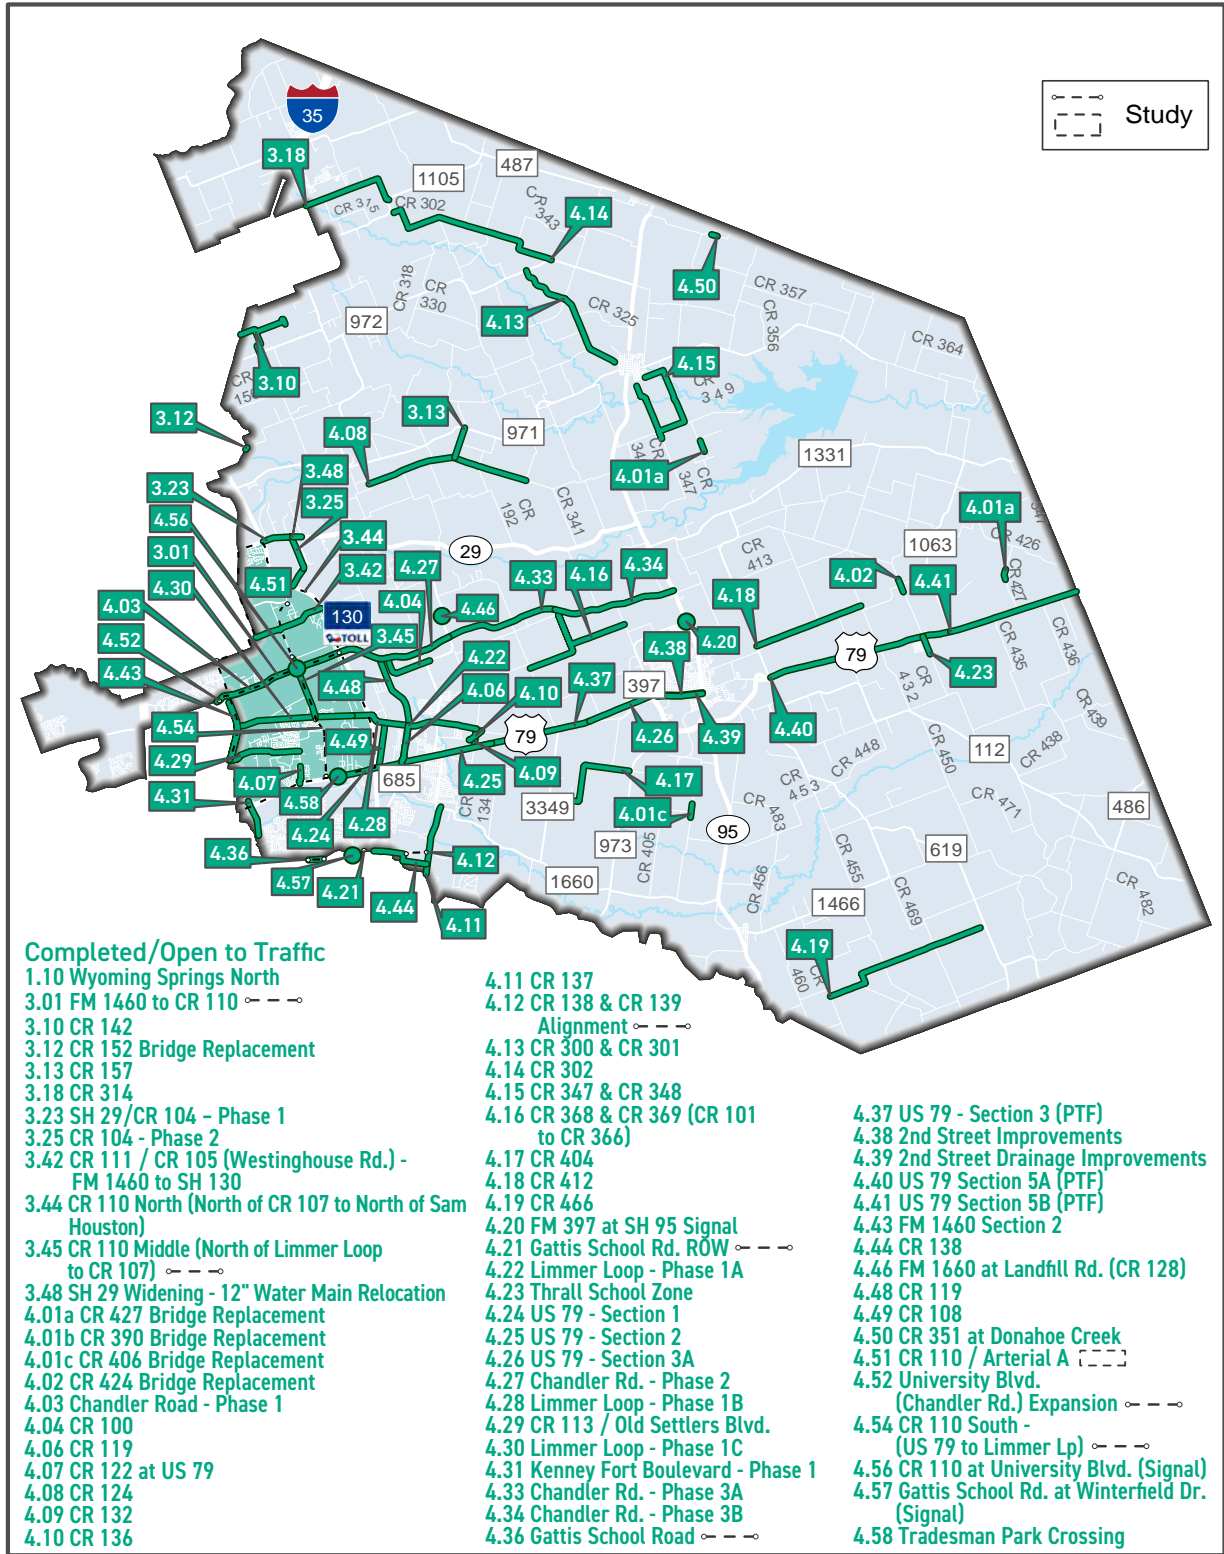 Study
35
3.18
487
1105
CR 315
CR 302
CR 343
4.14
4.50
CR 318
CR 330
4.13
CR 325
CR 357
CR 356
CR 364
972
4.15
CR 349
3.10
CR 150
3.12
3.13
4.08
971
4.01a
CR 347
1331
3.48
3.23
3.25
4.56
3.44
3.01
3.42
4.30
4.51
CR 192
CR 341
29
4.27
4.33
4.16
4.34
CR 413
4.01a
1063
CR 426
CR 427
4.02
4.41
4.03
4.52
4.43
130
TOLL
3.45
4.04
4.46
4.18
4.20
4.38
79
CR 435
CR 436
4.23
CR 432
CR 439
4.48
4.22
4.06
4.10
4.37
397
4.54
4.49
79
4.26
4.39
4.40
112
CR 438
CR 450
CR 448
4.29
4.07
4.31
4.58
685
4.25
4.09
CR 134
3349
4.17
4.01c
CR 453
CR 483
CR 471
486
4.24
4.28
4.36
4.57
4.21
4.44
4.12
4.11
973
CR 405
95
1660
CR 456
CR 455
619
CR 469
1466
CR 482
4.19
CR 460
Completed/Open to Traffic
1.10 Wyoming Springs North
3.01 FM 1460 to CR 110
3.10 CR 142
3.12 CR 152 Bridge Replacement
3.13 CR 157
3.18 CR 314
3.23 SH 29/CR 104 – Phase 1
3.25 CR 104 - Phase 2
3.42 CR 111 / CR 105 (Westinghouse Rd.) -
FM 1460 to SH 130
3.44 CR 110 North (North of CR 107 to North of Sam
Houston)
3.45 CR 110 Middle (North of Limmer Loop
to CR 107)
3.48 SH 29 Widening - 12" Water Main Relocation
4.01a CR 427 Bridge Replacement
4.01b CR 390 Bridge Replacement
4.01c CR 406 Bridge Replacement
4.02 CR 424 Bridge Replacement
4.03 Chandler Road - Phase 1
4.04 CR 100
4.06 CR 119
4.07 CR 122 at US 79
4.08 CR 124
4.09 CR 132
4.10 CR 136
4.11 CR 137
4.12 CR 138 & CR 139
Alignment
4.13 CR 300 & CR 301
4.14 CR 302
4.15 CR 347 & CR 348
4.16 CR 368 & CR 369 (CR 101
to CR 366)
4.17 CR 404
4.18 CR 412
4.19 CR 466
4.20 FM 397 at SH 95 Signal
4.21 Gattis School Rd. ROW
4.22 Limmer Loop - Phase 1A
4.23 Thrall School Zone
4.24 US 79 - Section 1
4.25 US 79 - Section 2
4.26 US 79 - Section 3A
4.27 Chandler Rd. - Phase 2
4.28 Limmer Loop - Phase 1B
4.29 CR 113 / Old Settlers Blvd.
4.30 Limmer Loop - Phase 1C
4.31 Kenney Fort Boulevard - Phase 1
4.33 Chandler Rd. - Phase 3A
4.34 Chandler Rd. - Phase 3B
4.36 Gattis School Road
4.37 US 79 - Section 3 (PTF)
4.38 2nd Street Improvements
4.39 2nd Street Drainage Improvements
4.40 US 79 Section 5A (PTF)
4.41 US 79 Section 5B (PTF)
4.43 FM 1460 Section 2
4.44 CR 138
4.46 FM 1660 at Landfill Rd. (CR 128)
4.48 CR 119
4.49 CR 108
4.50 CR 351 at Donahoe Creek
4.51 CR 110 / Arterial A
4.52 University Blvd.
(Chandler Rd.) Expansion
4.54 CR 110 South -
(US 79 to Limmer Lp)
4.56 CR 110 at University Blvd. (Signal)
4.57 Gattis School Rd. at Winterfield Dr.
(Signal)
4.58 Tradesman Park Crossing